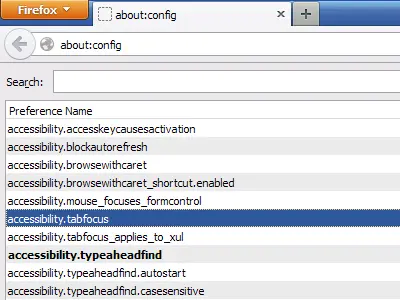 Firefox
about:config
about:config
Search:
Preference Name
accessibility.accesskeycausesactivation
accessibility.blockautorefresh
accessibility.browsewithcaret
accessibility.browsewithcaret_shortcut.enabled
accessibility.mouse_focuses_formcontrol
accessibility.tabfocus
accessibility.tabfocus_applies_to_xul
accessibility.typeaheadfind
accessibility.typeaheadfind.autostart
accessibility.typeaheadfind.casesensitive